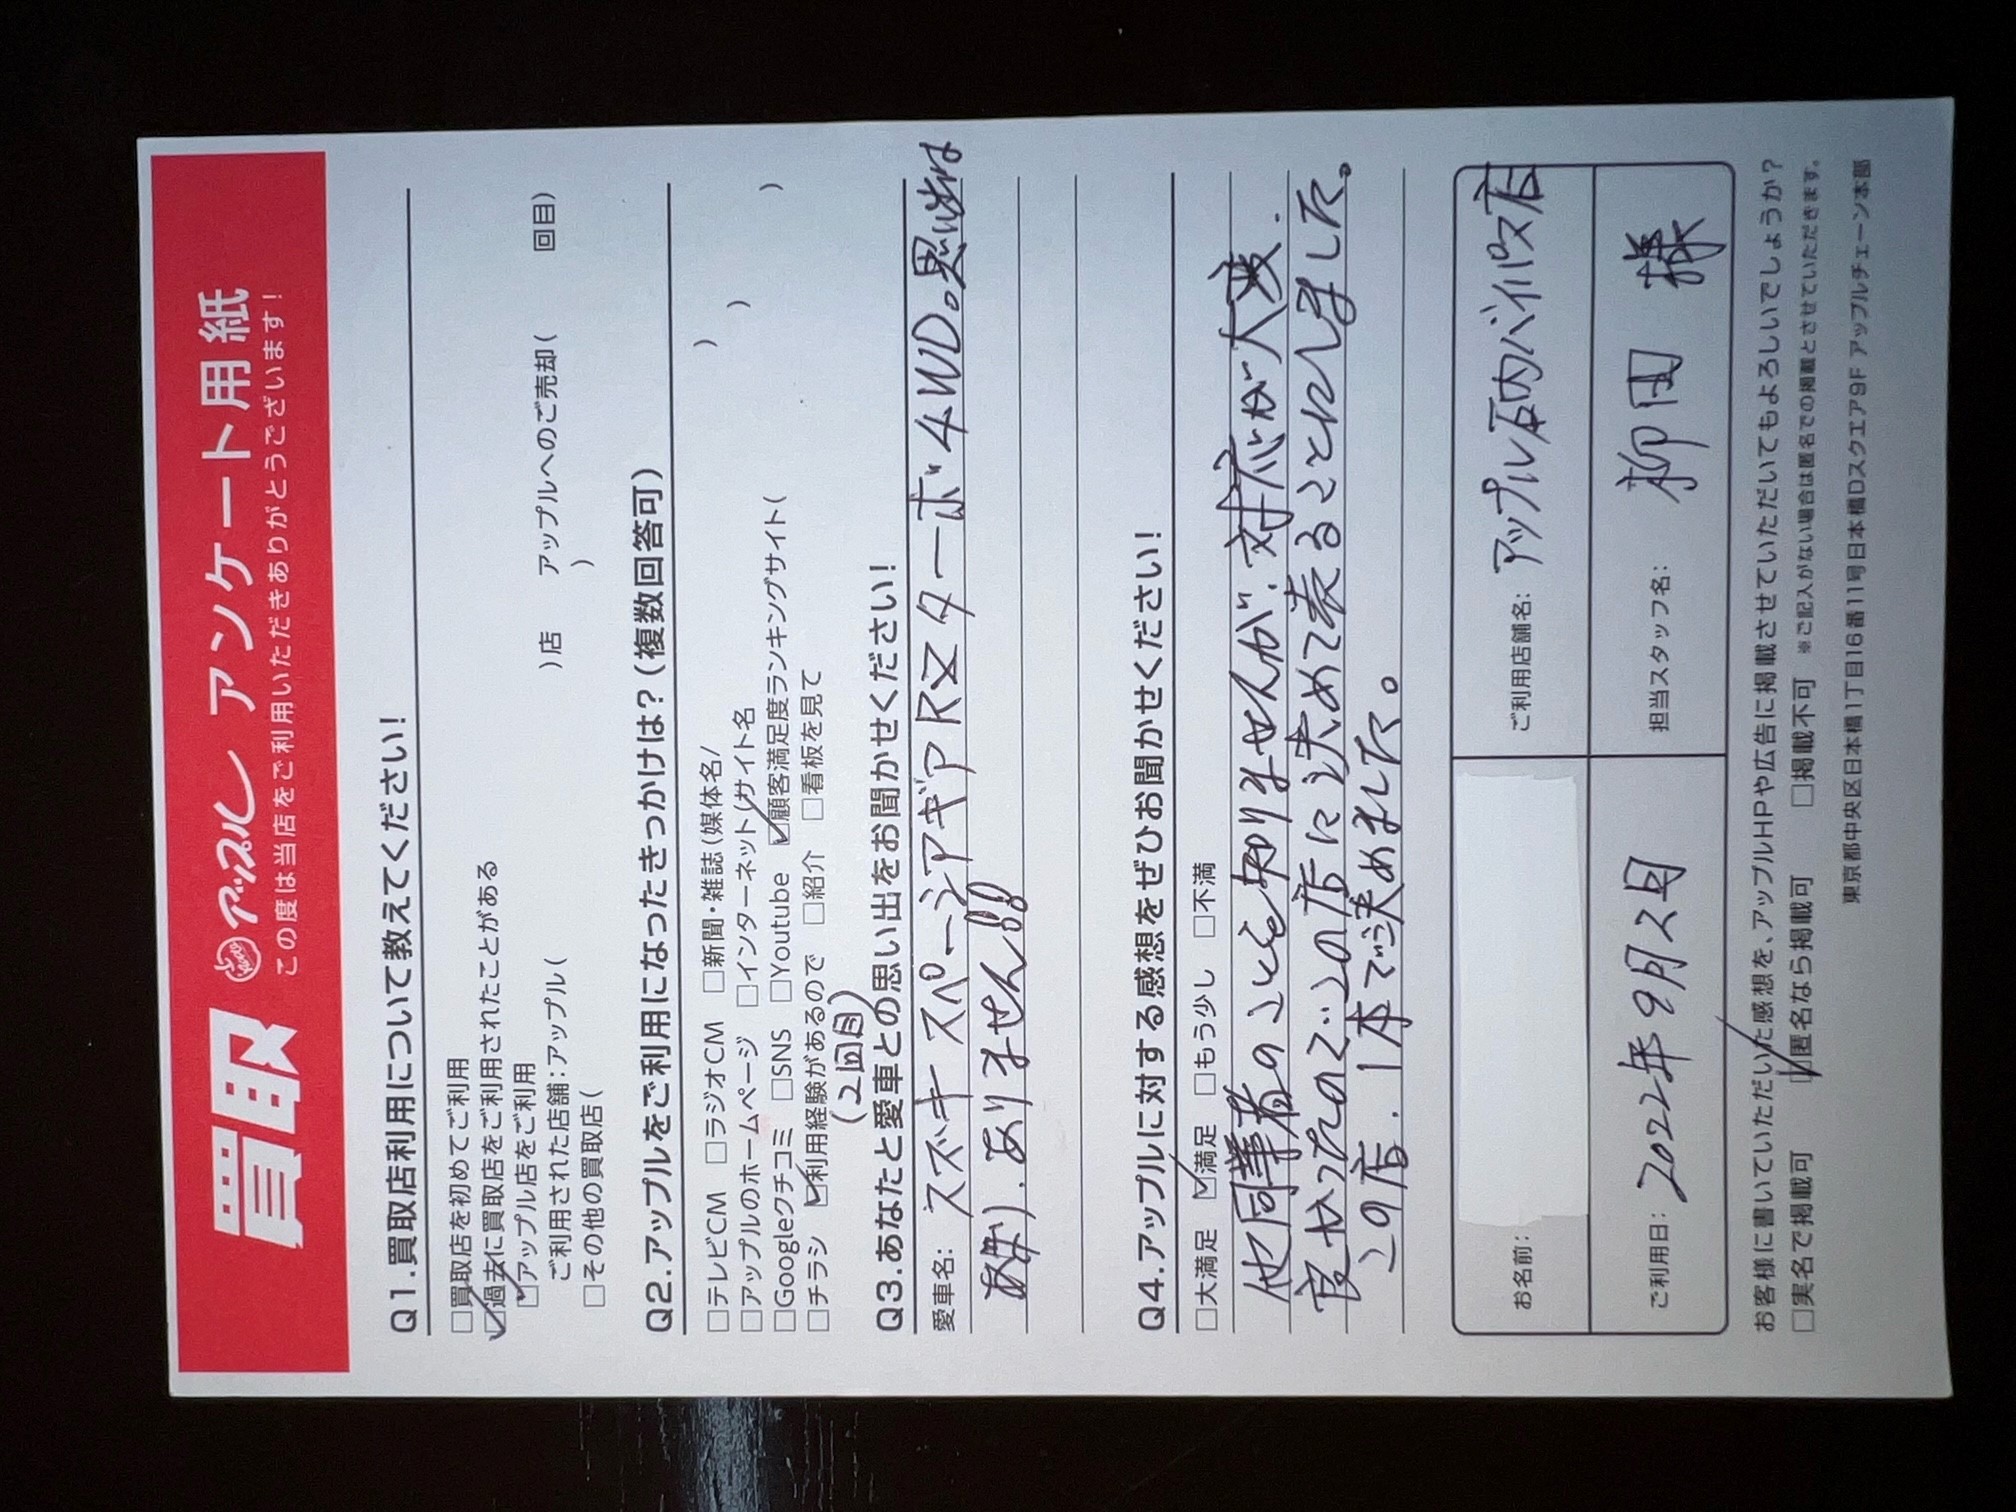 買取 アップル アンケート用紙
この度は当店をご利用いただきありがとうございます!
Q1.買取店利用について教えてください!
□買取店を初めてご利用
☑過去に買取店をご利用されたことがある
☑アップル店をご利用
ご利用された店舗:アップル( )店 アップルへのご売却( 回目)
□その他の買取店( )
Q2.アップルをご利用になったきっかけは?(複数回答可)
□テレビCM □ラジオCM □新聞・雑誌(媒体名/ )
□アップルのホームページ □インターネット(サイト名 )
□Googleクチコミ □SNS □Youtube ☑顧客満足度ランキングサイト( )
□チラシ ☑利用経験があるので □紹介 □看板を見て
(2回目)
Q3.あなたと愛車との思い出をお聞かせください!
愛車名: スズキ スペーシアギア RZターボ・4WD。思い出は
あまり、ありません!!
Q4.アップルに対する感想をぜひお聞かせください!
□大満足 ☑満足 □もう少し □不満
他同業者のことを知りませんが、対応が大変、
良かったので、この店に決めて売ることにしました。
この店、1本で決めました。
お名前:
ご利用店舗名: アップル石内バイパス店
ご利用日: 2022年9月2日
担当スタッフ名: 柳田 様
お客様に書いていただいた感想を、アップルHPや広告に掲載させていただいてもよろしいでしょうか?
□実名で掲載可 ☑匿名なら掲載可 □掲載不可 ※ご記入がない場合は匿名での掲載とさせていただきます。
東京都中央区日本橋1丁目16番11号日本橋Dスクエア9F アップルチェーン本部